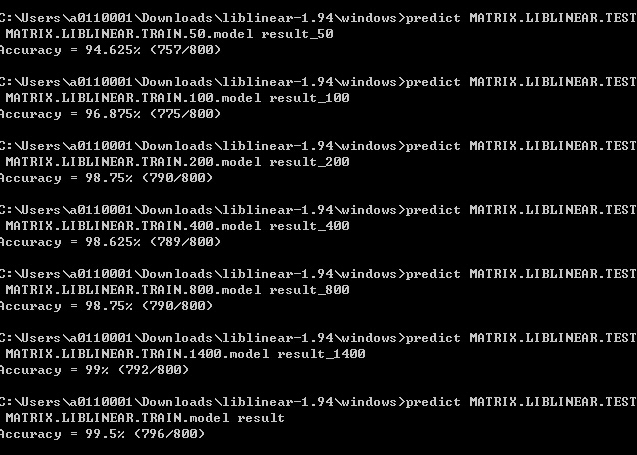 C:\Users\a0110001\Downloads\liblinear-1.94\windows>predict MATRIX.LIBLINEAR.TEST
MATRIX.LIBLINEAR.TRAIN.50.model result_50
Accuracy = 94.625% (757/800)
C:\Users\a0110001\Downloads\liblinear-1.94\windows>predict MATRIX.LIBLINEAR.TEST
MATRIX.LIBLINEAR.TRAIN.100.model result_100
Accuracy = 96.875% (775/800)
C:\Users\a0110001\Downloads\liblinear-1.94\windows>predict MATRIX.LIBLINEAR.TEST
MATRIX.LIBLINEAR.TRAIN.200.model result_200
Accuracy = 98.75% (790/800)
C:\Users\a0110001\Downloads\liblinear-1.94\windows>predict MATRIX.LIBLINEAR.TEST
MATRIX.LIBLINEAR.TRAIN.400.model result_400
Accuracy = 98.625% (789/800)
C:\Users\a0110001\Downloads\liblinear-1.94\windows>predict MATRIX.LIBLINEAR.TEST
MATRIX.LIBLINEAR.TRAIN.800.model result_800
Accuracy = 98.75% (790/800)
C:\Users\a0110001\Downloads\liblinear-1.94\windows>predict MATRIX.LIBLINEAR.TEST
MATRIX.LIBLINEAR.TRAIN.1400.model result_1400
Accuracy = 99% (792/800)
C:\Users\a0110001\Downloads\liblinear-1.94\windows>predict MATRIX.LIBLINEAR.TEST
MATRIX.LIBLINEAR.TRAIN.model result
Accuracy = 99.5% (796/800)